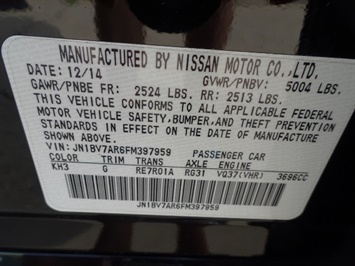 MANUFACTURED BY NISSAN MOTOR CO.,LTD.
DATE: 12/14 GVWR/PNBV: 5004 LBS.
GAWR/PNBE FR: 2524 LBS. RR: 2513 LBS.
THIS VEHICLE CONFORMS TO ALL APPLICABLE FEDERAL
MOTOR VEHICLE SAFETY,BUMPER,AND THEFT PREVENTION
STANDARDS IN EFFECT ON THE DATE OF MANUFACTURE
SHOWN ABOVE.
VIN:JN1BV7AR6FM397959 PASSENGER CAR
COLOR TRIM TRANS AXLE ENGINE
KH3 G RE7R01A RG31 VQ37(VHR) 3696CC
JN1BV7AR6FM397959